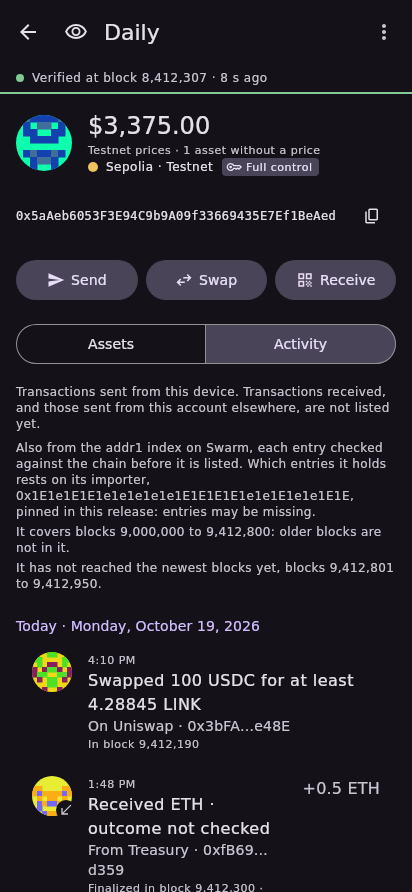 Daily
Verified at block 8,412,307 · 8 s ago
$3,375.00
Testnet prices · 1 asset without a price
Sepolia · Testnet Full control
0x5aAeb6053F3E94C9b9A09f33669435E7Ef1BeAed
Send Swap Receive
Assets Activity
Transactions sent from this device. Transactions received,
and those sent from this account elsewhere, are not listed
yet.
Also from the addr1 index on Swarm, each entry checked
against the chain before it is listed. Which entries it holds
rests on its importer,
0x1E1e1E1E1e1e1e1e1e1E1E1E1E1e1e1e1e1E1E1E,
pinned in this release: entries may be missing.
It covers blocks 9,000,000 to 9,412,800: older blocks are
not in it.
It has not reached the newest blocks yet, blocks 9,412,801
to 9,412,950.
Today · Monday, October 19, 2026
4:10 PM
Swapped 100 USDC for at least
4.28845 LINK
On Uniswap · 0x3bFA…e48E
In block 9,412,190
1:48 PM
Received ETH ·
outcome not checked
+0.5 ETH
From Treasury · 0xfB69…
d359
Finalized in block 9,412,300 ·